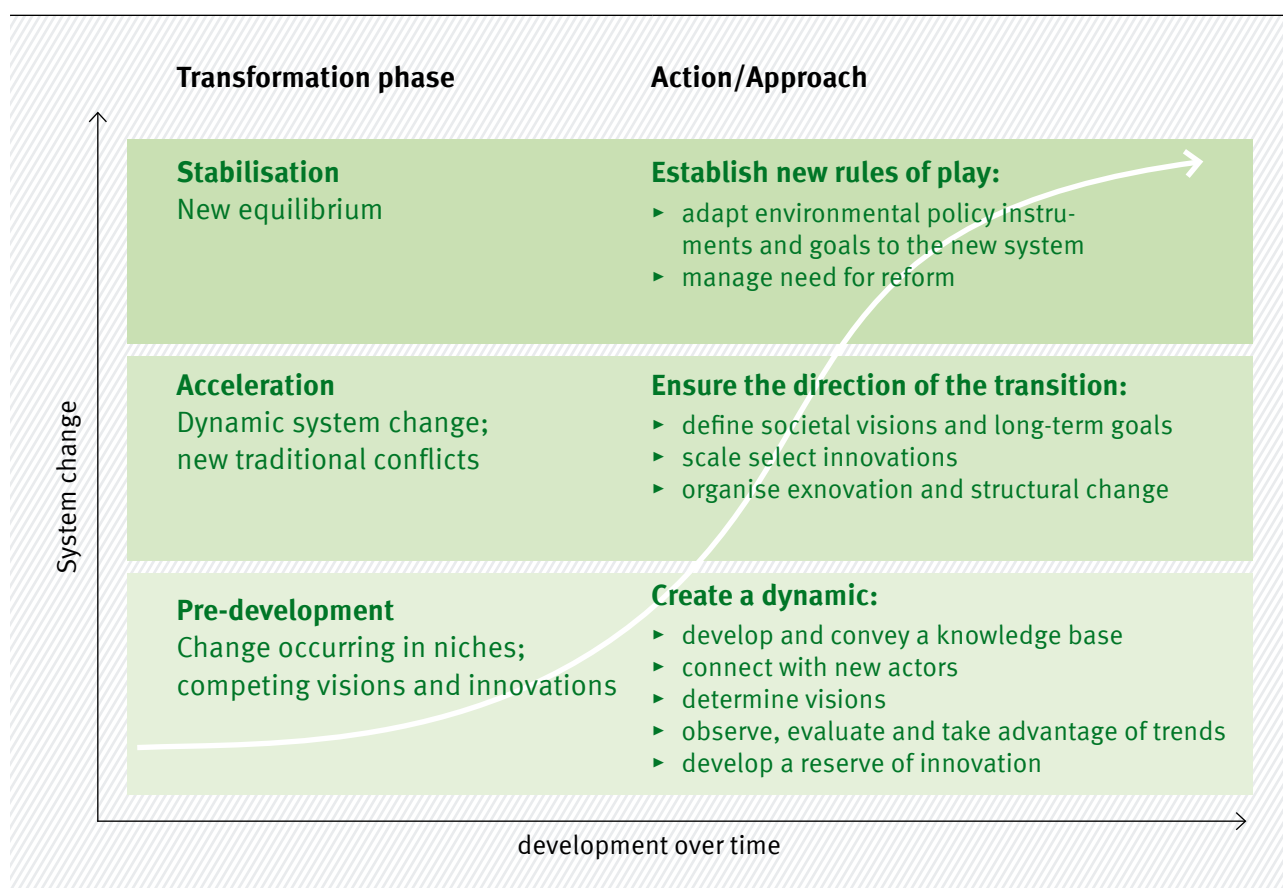 Transformation phase
Action/Approach
Stabilisation
New equilibrium
Establish new rules of play:
▸ adapt environmental policy instru-
ments and goals to the new system
▸ manage need for reform
Acceleration
Dynamic system change;
new traditional conflicts
Ensure the direction of the transition:
▸ define societal visions and long-term goals
▸ scale select innovations
▸ organise exnovation and structural change
Pre-development
Change occurring in niches;
competing visions and innovations
Create a dynamic:
▸ develop and convey a knowledge base
▸ connect with new actors
▸ determine visions
▸ observe, evaluate and take advantage of trends
▸ develop a reserve of innovation
System change
development over time